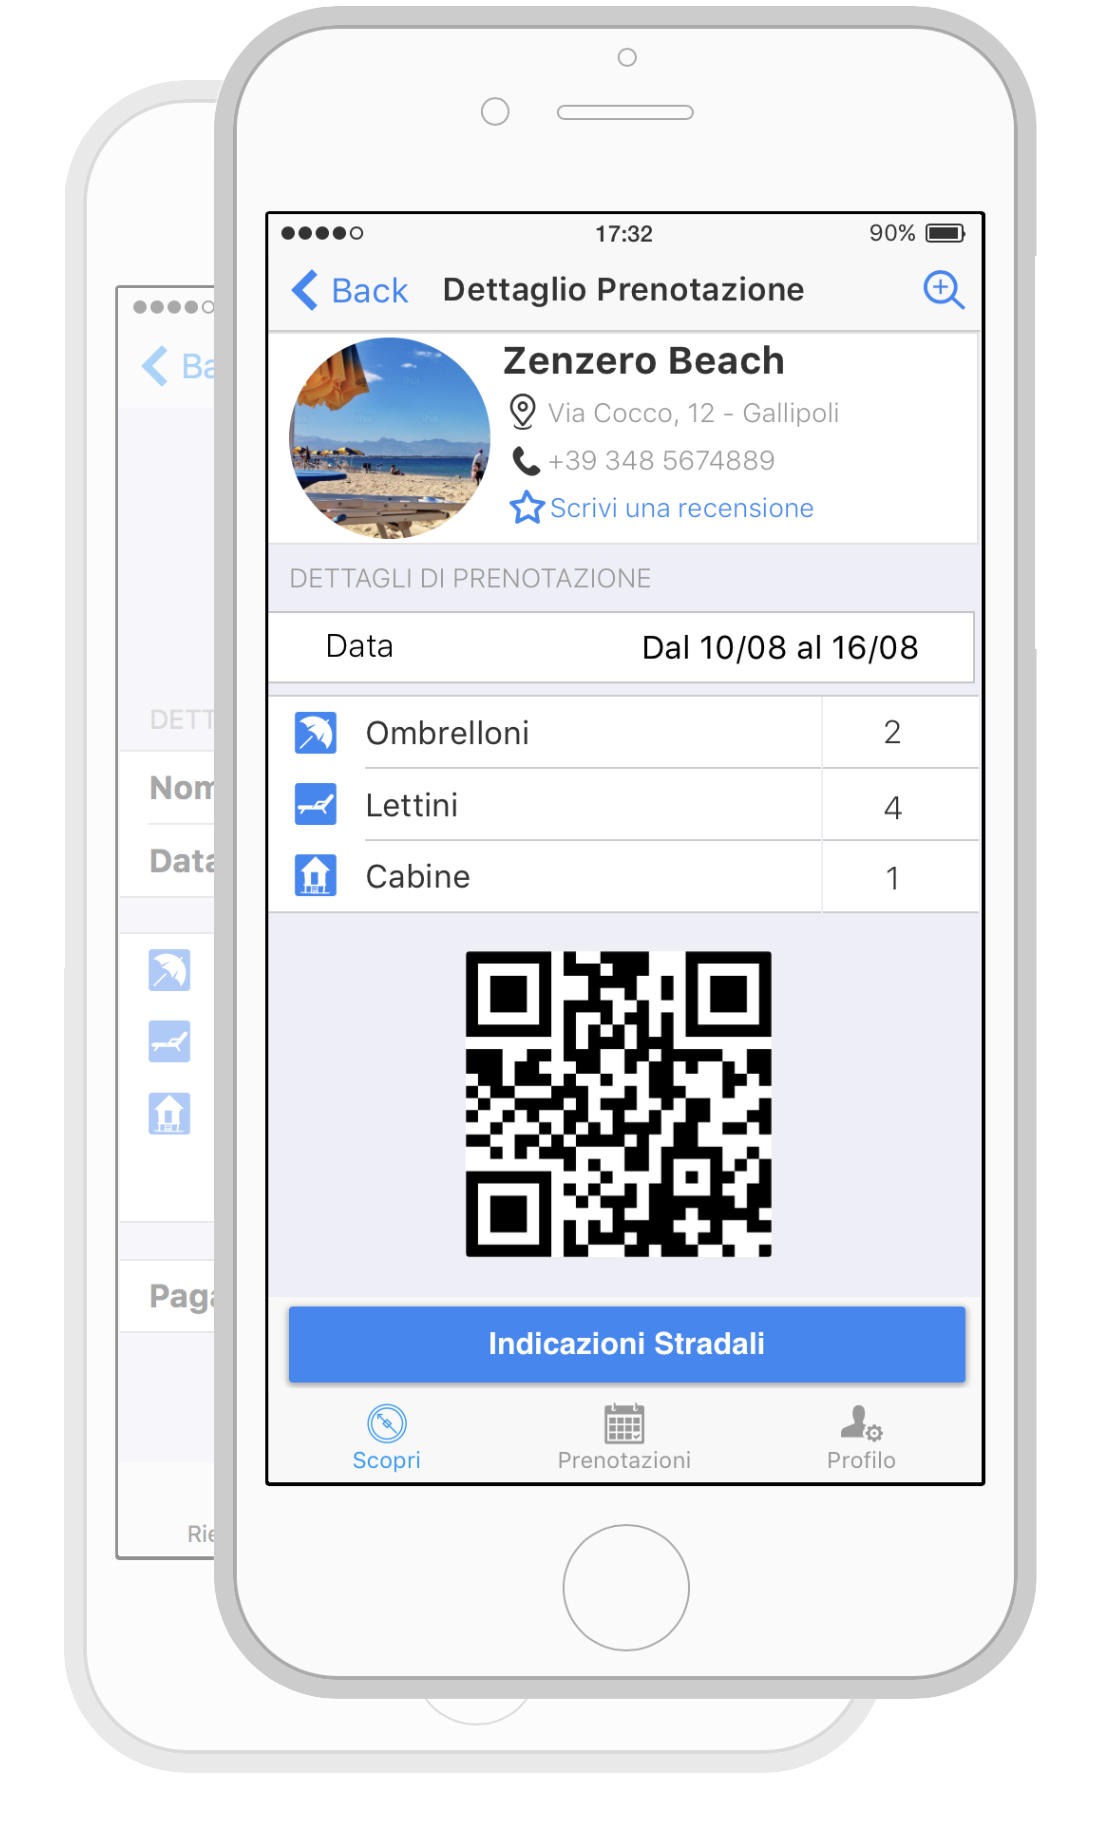 17:32
90%
Back
Dettaglio Prenotazione
Zenzero Beach
Via Cocco, 12 - Gallipoli
+39 348 5674889
Scrivi una recensione
DETTAGLI DI PRENOTAZIONE
Data
Dal 10/08 al 16/08
Ombrelloni
2
Lettini
4
Cabine
1
Indicazioni Stradali
Scopri
Prenotazioni
Profilo
Ba
DETT
Nom
Data
Paga
Rie